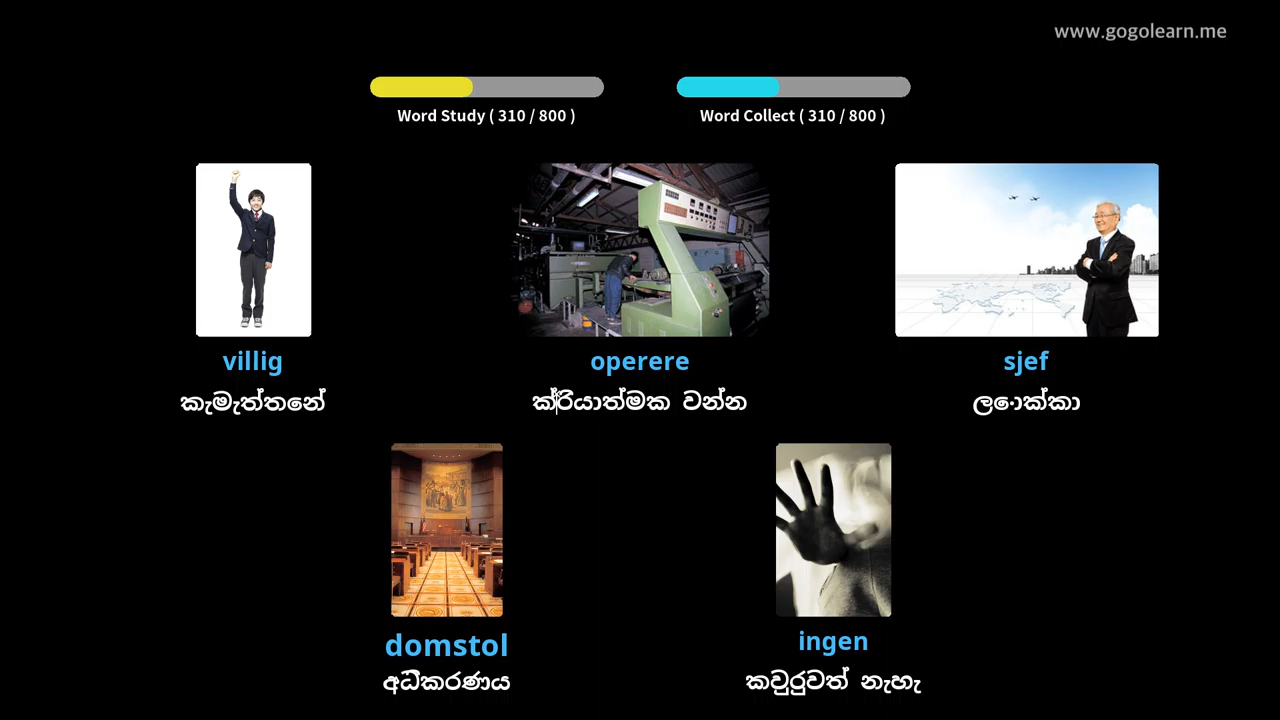 www.gogolearn.me
Word Study ( 310 / 800 )
Word Collect ( 310 / 800 )
villig
operere
sjef
කැමැත්තනේ
ක්‍රියාත්මක වන්න
ලොක්කා
domstol
ingen
අධිකරණය
කවුරුවත් නැහැ